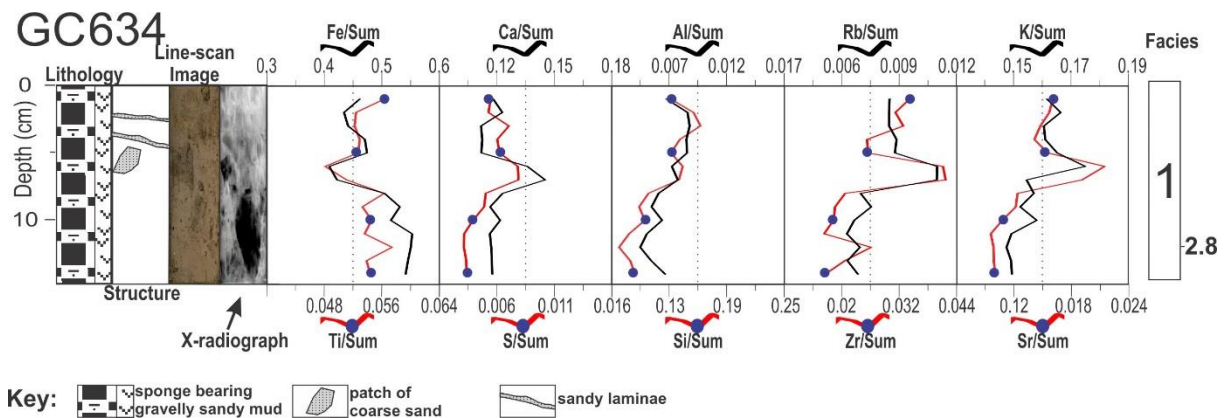 GC634
Line-scan
Image
Lithology
Fe/Sum
Ca/Sum
Al/Sum
Rb/Sum
K/Sum
Facies
0.3 0.4 0.5 0.6 0.12 0.15 0.18 0.007 0.012 0.017 0.006 0.009 0.012 0.15 0.17 0.19
0
10
Depth (cm)
1
2.8
Structure
X-radiograph
0.048 0.056 0.064 0.006 0.011 0.016 0.13 0.19 0.25 0.02 0.032 0.044 0.12 0.018 0.024
Ti/Sum
S/Sum
Si/Sum
Zr/Sum
Sr/Sum
Key:
sponge bearing
gravelly sandy mud
patch of
coarse sand
sandy laminae